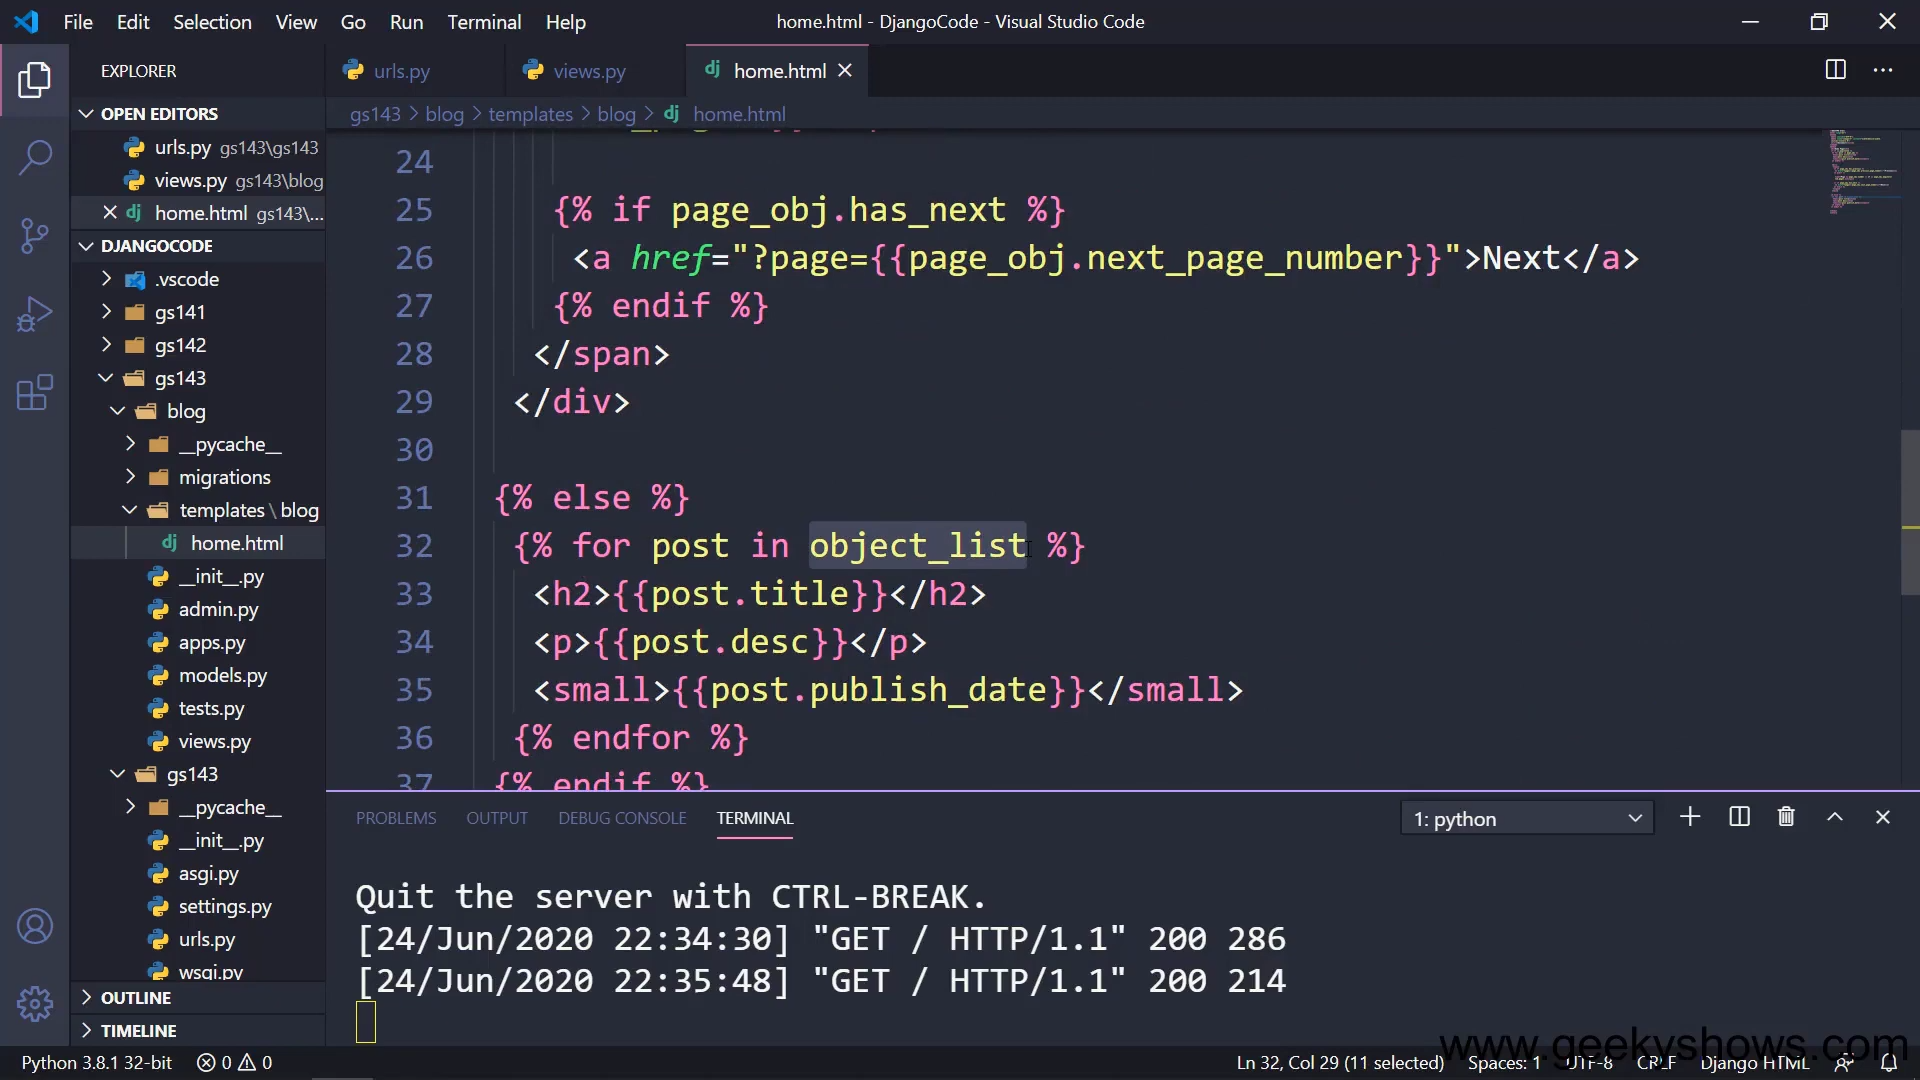 File Edit Selection View Go Run Terminal Help
home.html - DjangoCode - Visual Studio Code
EXPLORER
OPEN EDITORS
urls.py gs143\gs143
views.py gs143\blog
home.html gs143\...
DJANGOCODE
.vscode
gs141
gs142
gs143
blog
__pycache__
migrations
templates \ blog
home.html
__init__.py
admin.py
apps.py
models.py
tests.py
views.py
gs143
__pycache__
__init__.py
asgi.py
settings.py
urls.py
wsgi.py
OUTLINE
TIMELINE
urls.py
views.py
home.html
gs143 > blog > templates > blog > home.html
24
25 {% if page_obj.has_next %}
26 <a href="?page={{page_obj.next_page_number}}">Next</a>
27 {% endif %}
28 </span>
29 </div>
30
31 {% else %}
32 {% for post in object_list %}
33 <h2>{{post.title}}</h2>
34 <p>{{post.desc}}</p>
35 <small>{{post.publish_date}}</small>
36 {% endfor %}
37 {% endif %}
PROBLEMS OUTPUT DEBUG CONSOLE TERMINAL
1: python
Quit the server with CTRL-BREAK.
[24/Jun/2020 22:34:30] "GET / HTTP/1.1" 200 286
[24/Jun/2020 22:35:48] "GET / HTTP/1.1" 200 214
www.geekyshows.com
Python 3.8.1 32-bit 0 0
Ln 32, Col 29 (11 selected) Spaces: 1 UTF-8 CRLF Django HTML